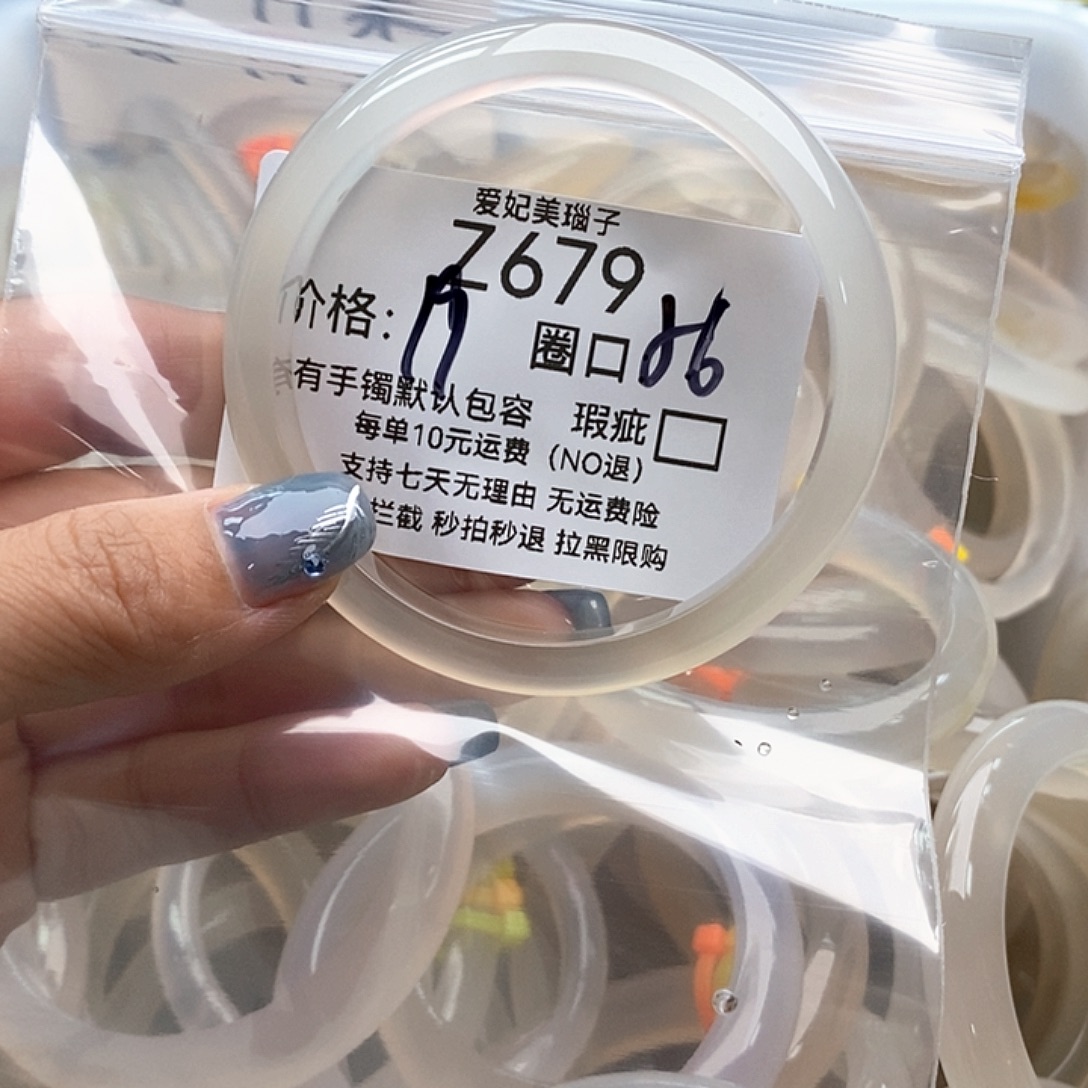 爱妃美瑙子
Z679
价格: 圈口 56
有手镯默认包容 瑕疵
每单10元运费（NO退）
支持七天无理由 无运费险
拦截 秒拍秒退 拉黑限购